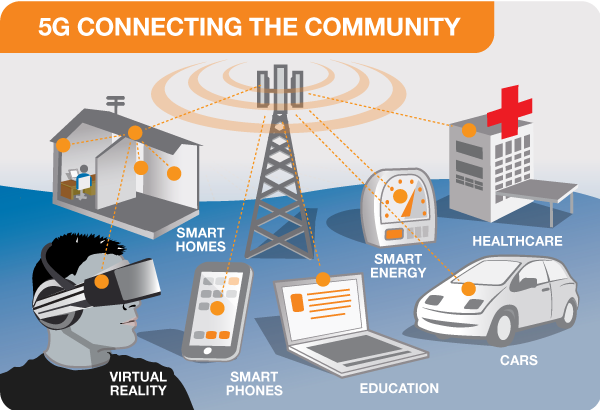 5G CONNECTING THE COMMUNITY
SMART
HOMES
SMART
ENERGY
HEALTHCARE
VIRTUAL
REALITY
SMART
PHONES
EDUCATION
CARS